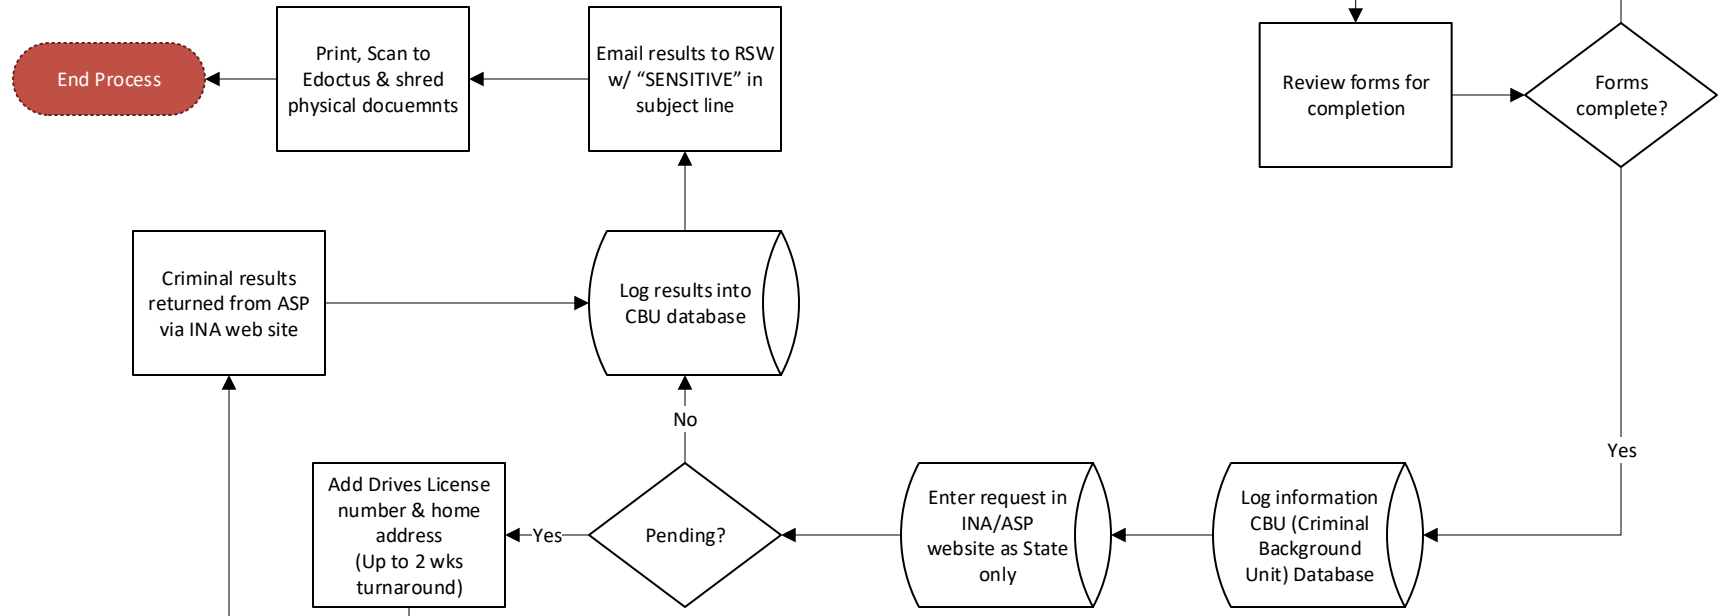 End Process
Print, Scan to
Edoctus & shred
physical docuemnts
Email results to RSW
w/ “SENSITIVE” in
subject line
Review forms for
completion
Forms
complete?
Criminal results
returned from ASP
via INA web site
Log results into
CBU database
No
Yes
Add Drives License
number & home
address
(Up to 2 wks
turnaround)
Yes
Pending?
Enter request in
INA/ASP
website as State
only
Log information
CBU (Criminal
Background
Unit) Database